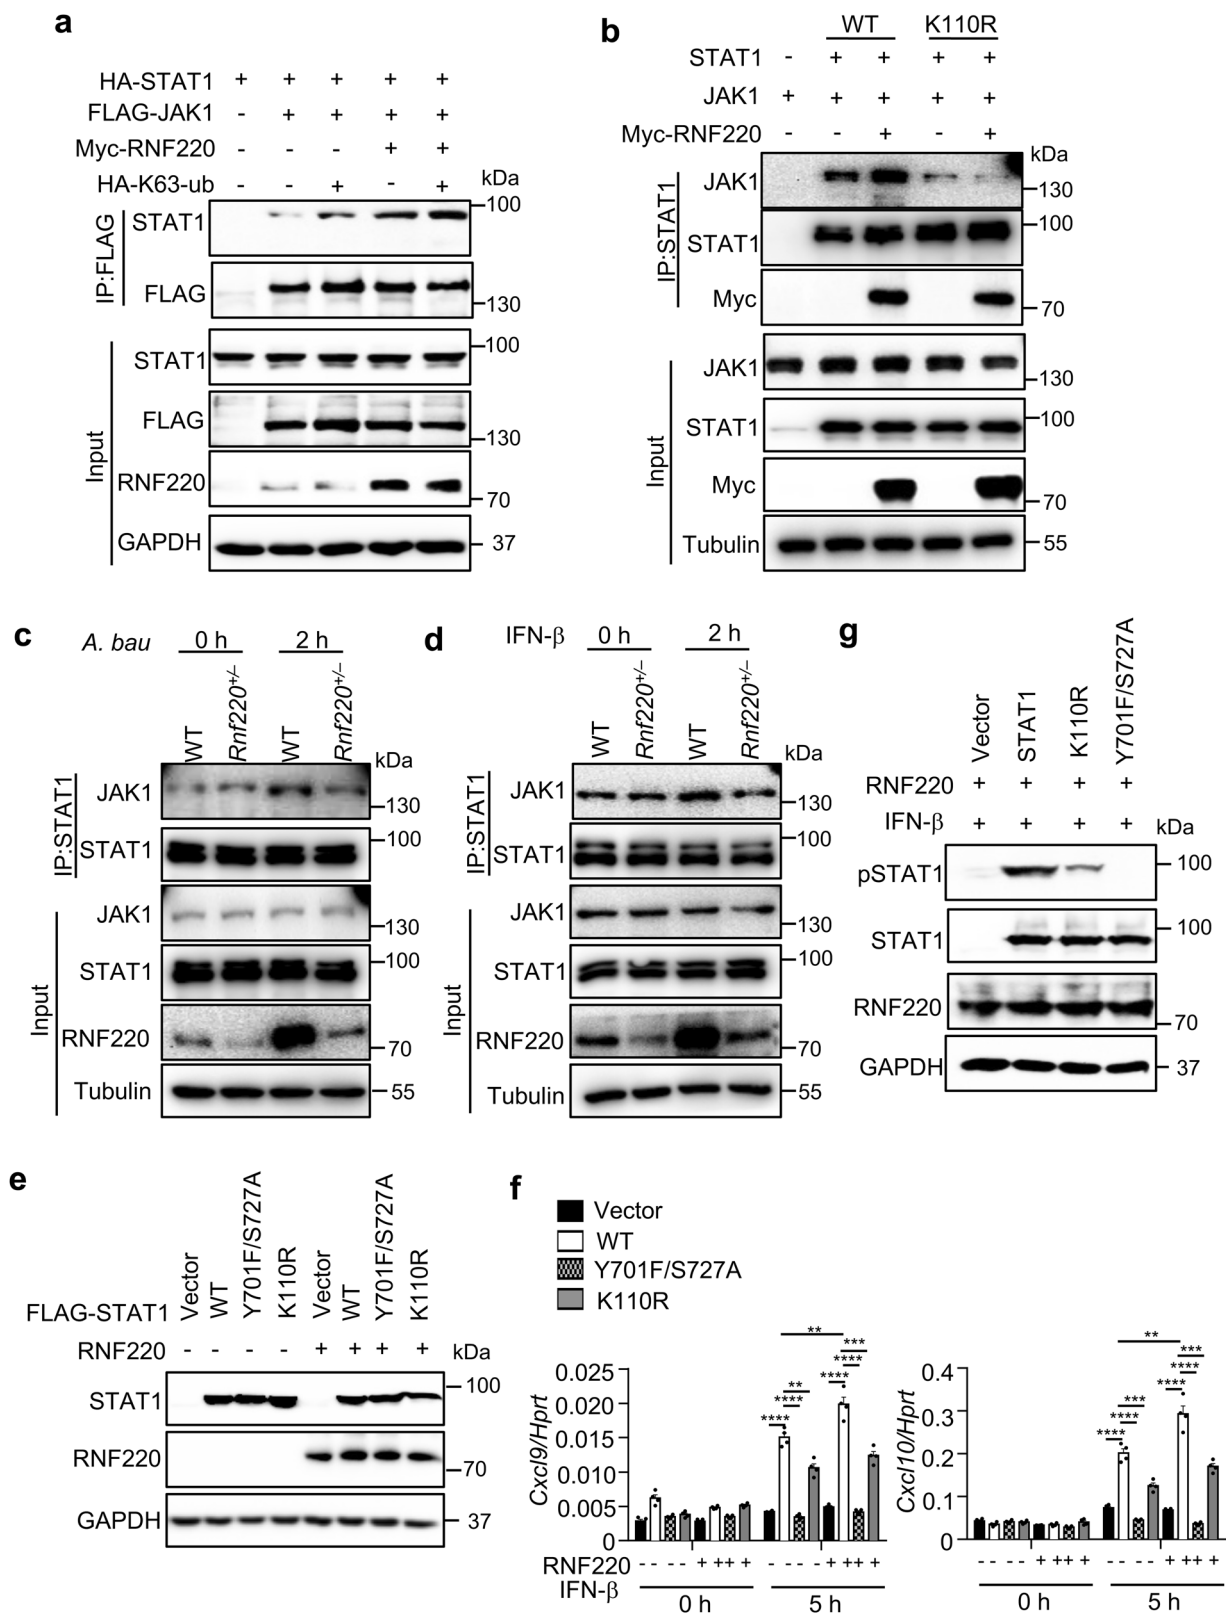 a
HA-STAT1 + + + + +
FLAG-JAK1 - + + + +
Myc-RNF220 - - - + +
HA-K63-ub - - + - + kDa
IP:FLAG
STAT1 100
FLAG 130
Input
STAT1 100
FLAG 130
RNF220 70
GAPDH 37
b
WT K110R
STAT1 - + + + +
JAK1 + + + + +
Myc-RNF220 - - + - +
kDa
IP:STAT1
JAK1 130
STAT1 100
Myc 70
Input
JAK1 130
STAT1 100
Myc 70
Tubulin 55
c
A. bau 0 h 2 h
WT Rnf220+/– WT Rnf220+/–
kDa
IP:STAT1
JAK1 130
STAT1 100
Input
JAK1 130
STAT1 100
RNF220 70
Tubulin 55
d
IFN-β 0 h 2 h
WT Rnf220+/– WT Rnf220+/–
kDa
IP:STAT1
JAK1 130
STAT1 100
Input
JAK1 130
STAT1 100
RNF220 70
Tubulin 55
g
Vector STAT1 K110R Y701F/S727A
RNF220 + + + +
IFN-β + + + + kDa
pSTAT1 100
STAT1 100
RNF220 70
GAPDH 37
e
Vector WT Y701F/S727A K110R Vector WT Y701F/S727A K110R
FLAG-STAT1
RNF220 - - - - + + + + kDa
STAT1 100
RNF220 70
GAPDH 37
f
Vector
WT
Y701F/S727A
K110R
Cxcl9/Hprt
0.025
0.020
0.015
0.010
0.005
0
** *** **** **** ** **** ****
RNF220 - - - - + ++ + - - - - + ++ +
IFN-β 0 h 5 h
Cxcl10/Hprt
0.4
0.3
0.2
0.1
0
** *** **** **** *** **** ****
- - - - + ++ + - - - - + ++ +
0 h 5 h